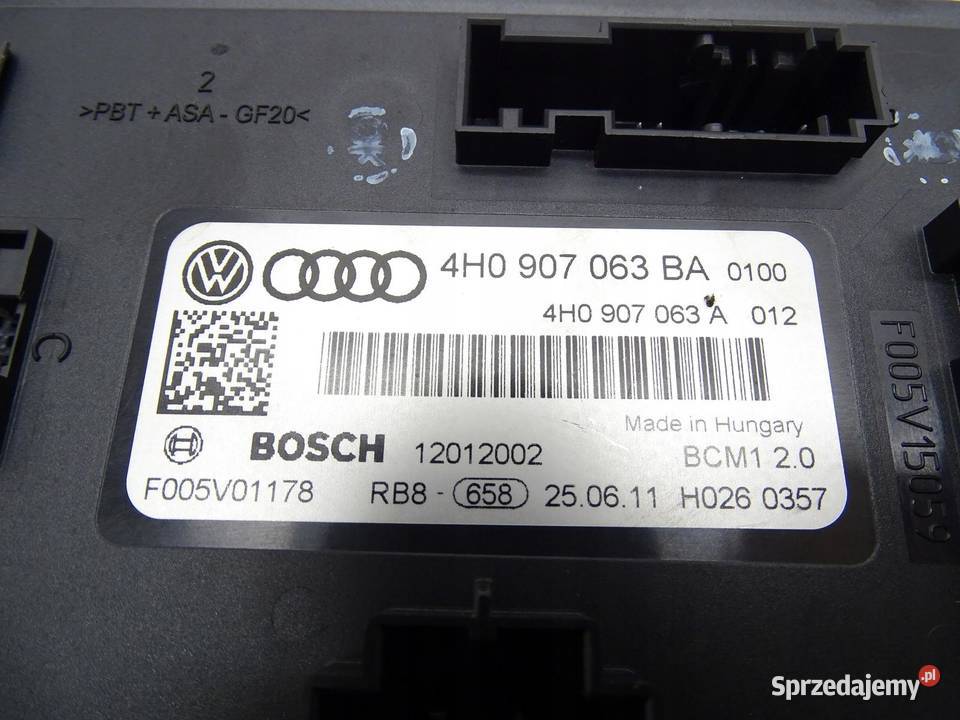 2
>PBT + ASA - GF20<
4H0 907 063 BA 0100
4H0 907 063 A 012
Made in Hungary
BOSCH 12012002 BCM1 2.0
F005V01178 RB8 - 658 25.06.11 H026 0357
C
F005V15059
Sprzedajemy.pl